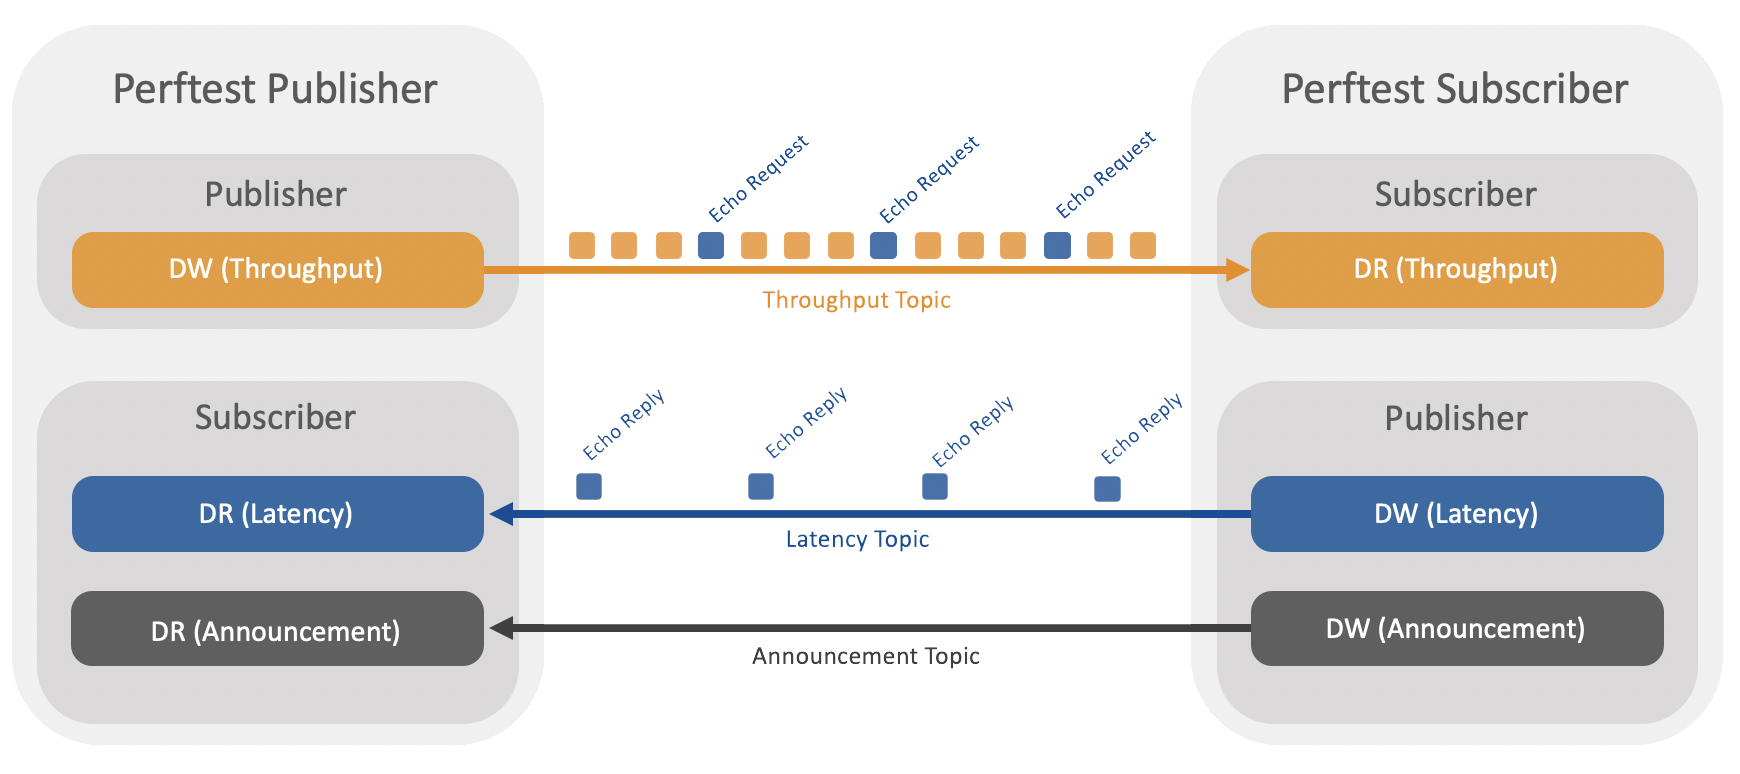 Perftest Publisher
Perftest Subscriber
Publisher
DW (Throughput)
Echo Request
Echo Request
Echo Request
Throughput Topic
Subscriber
DR (Throughput)
Subscriber
DR (Latency)
DR (Announcement)
Echo Reply
Echo Reply
Echo Reply
Echo Reply
Latency Topic
Announcement Topic
Publisher
DW (Latency)
DW (Announcement)